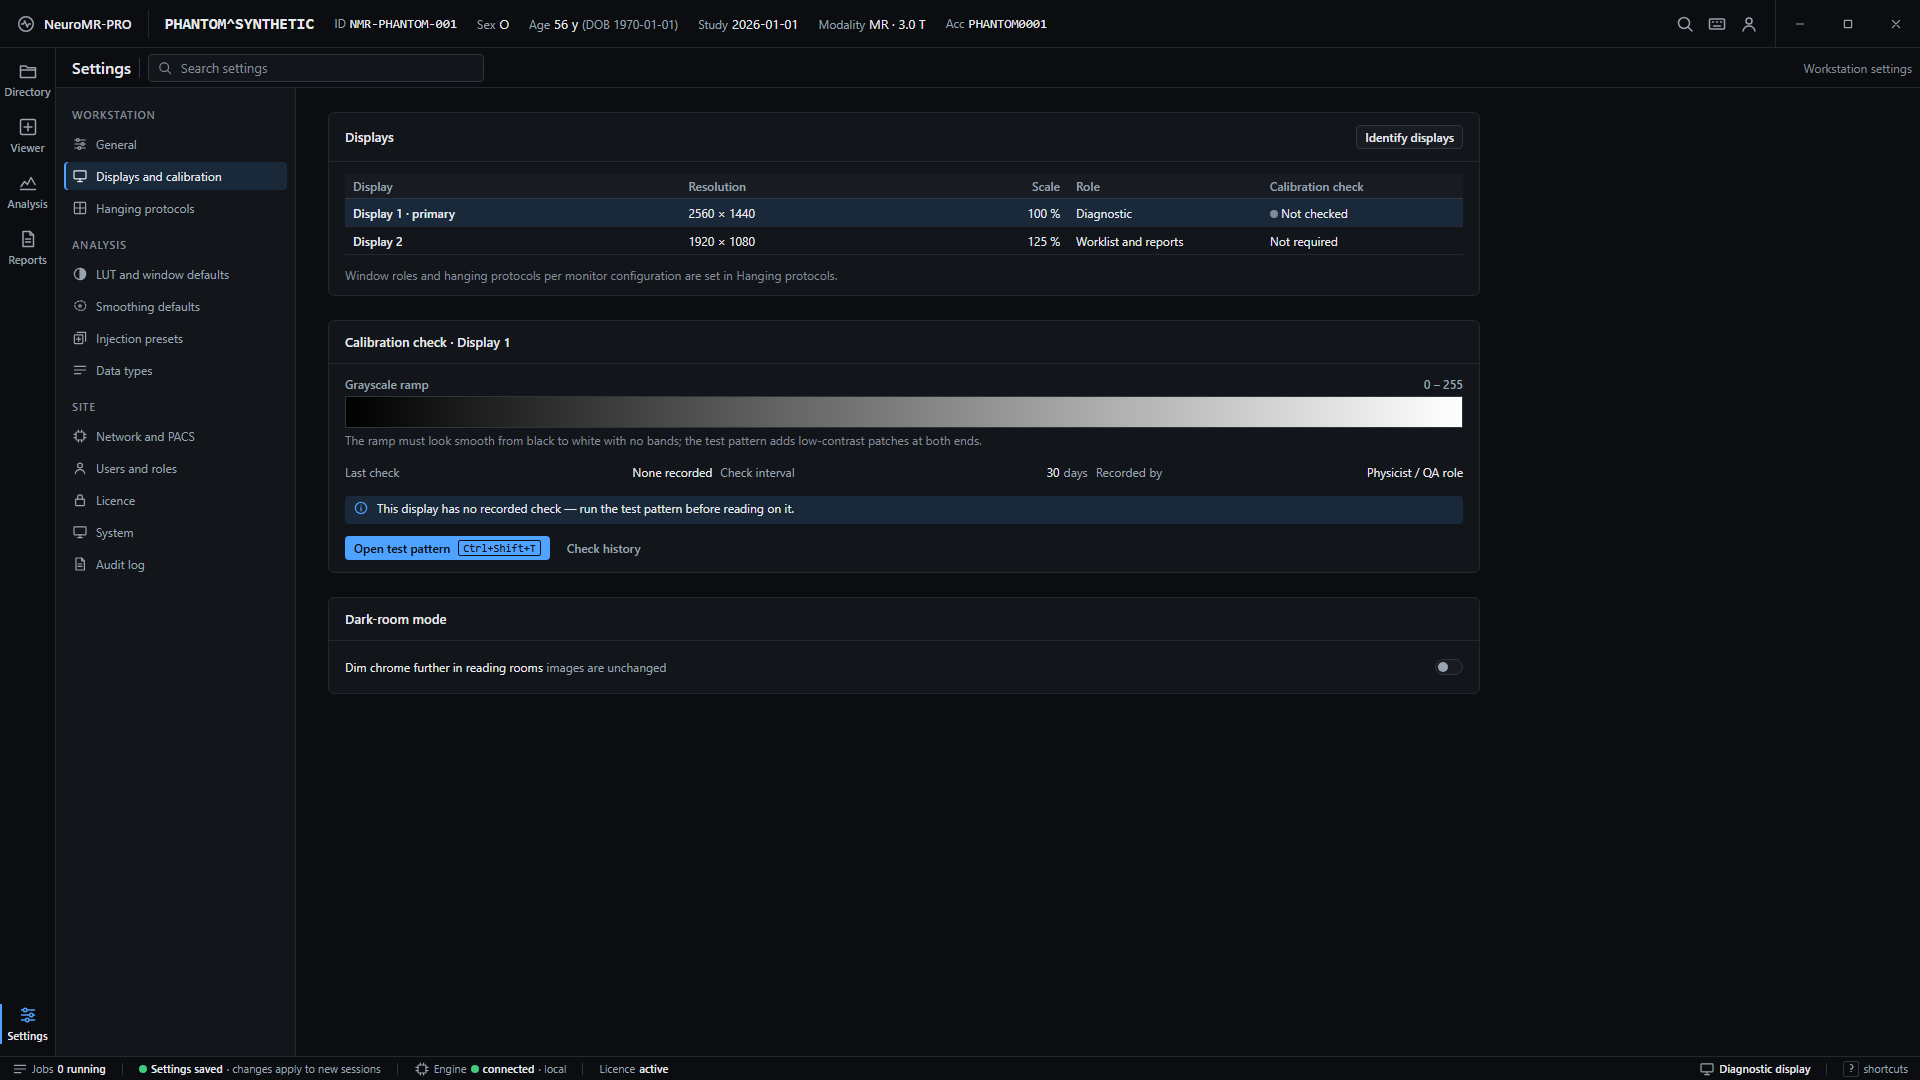 NeuroMR-PRO PHANTOM^SYNTHETIC ID NMR-PHANTOM-001 Sex O Age 56 y (DOB 1970-01-01) Study 2026-01-01 Modality MR · 3.0 T Acc PHANTOM0001
Directory
Viewer
Analysis
Reports
Settings
Settings Search settings Workstation settings
WORKSTATION
General
Displays and calibration
Hanging protocols
ANALYSIS
LUT and window defaults
Smoothing defaults
Injection presets
Data types
SITE
Network and PACS
Users and roles
Licence
System
Audit log
Displays Identify displays
Display Resolution Scale Role Calibration check
Display 1 · primary 2560 × 1440 100 % Diagnostic Not checked
Display 2 1920 × 1080 125 % Worklist and reports Not required
Window roles and hanging protocols per monitor configuration are set in Hanging protocols.
Calibration check · Display 1
Grayscale ramp 0 – 255
The ramp must look smooth from black to white with no bands; the test pattern adds low-contrast patches at both ends.
Last check None recorded Check interval 30 days Recorded by Physicist / QA role
This display has no recorded check — run the test pattern before reading on it.
Open test pattern Ctrl+Shift+T Check history
Dark-room mode
Dim chrome further in reading rooms images are unchanged
Jobs 0 running Settings saved · changes apply to new sessions Engine connected · local Licence active Diagnostic display ? shortcuts